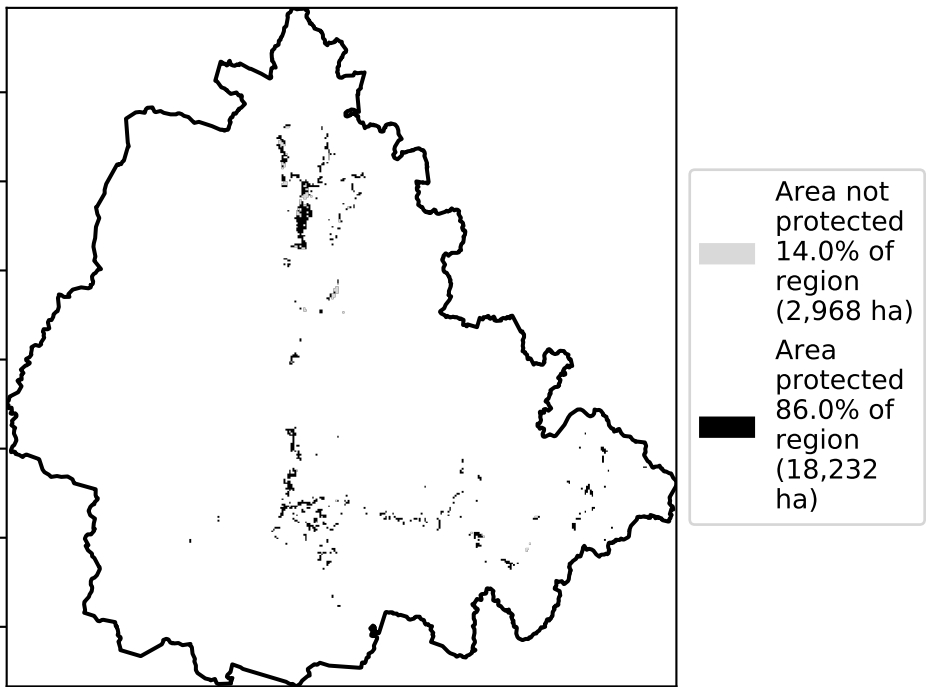 Area not
protected
14.0% of
region
(2,968 ha)
Area
protected
86.0% of
region
(18,232
ha)